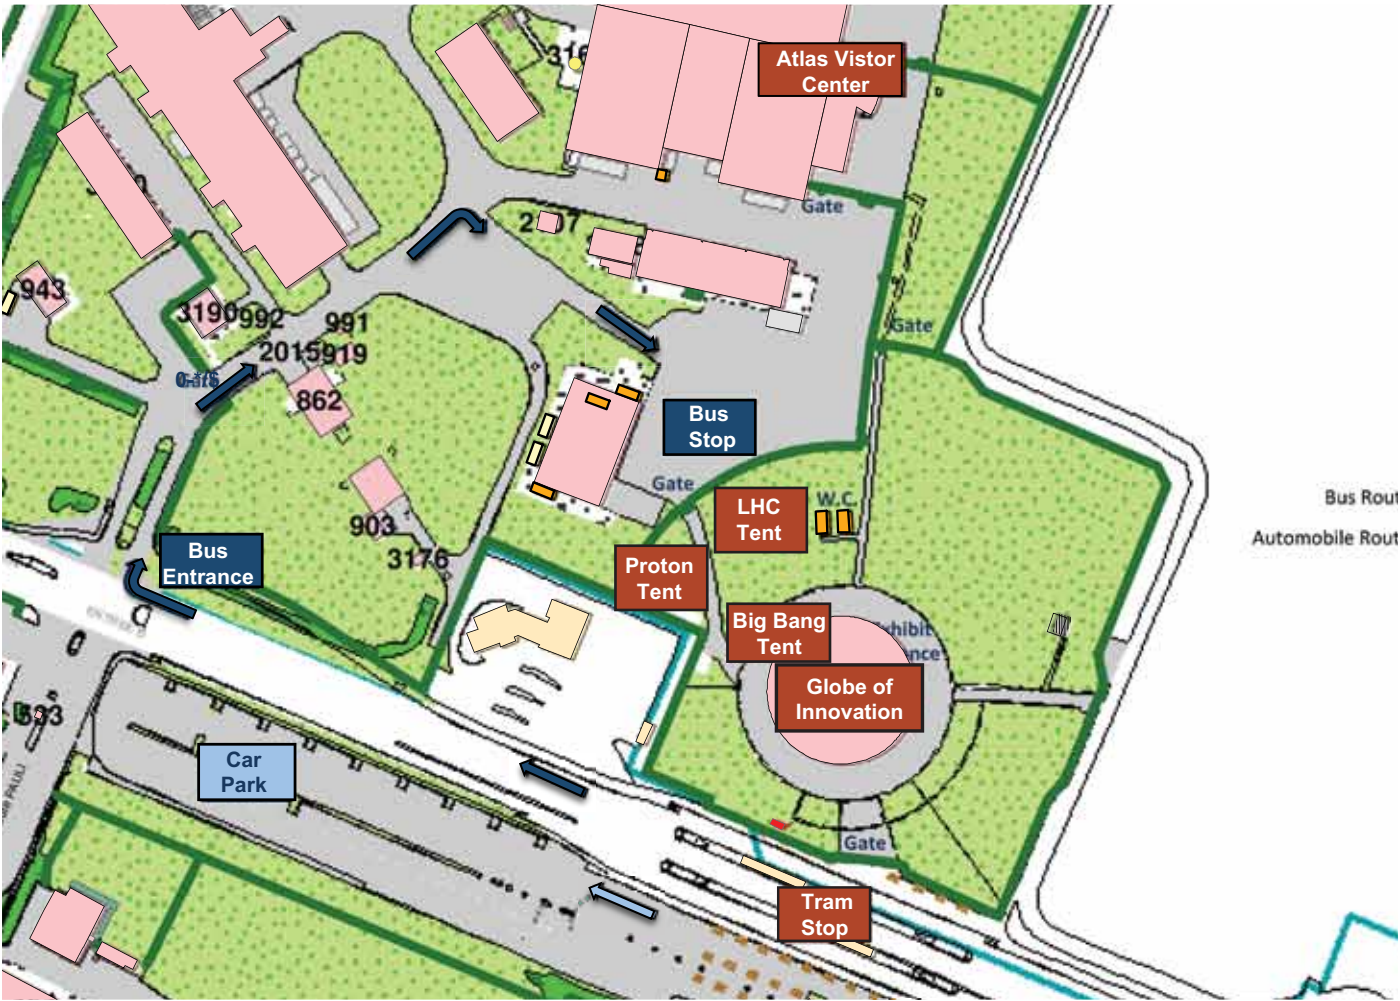 316
Atlas Vistor
Center
Gate
943
3190
992
991
2015
919
Gate
862
Bus
Stop
Gate
LHC
Tent
W.C
Bus Rout
Automobile Rout
903
3176
Bus
Entrance
Proton
Tent
Big Bang
Tent
Globe of
Innovation
Car
Park
Gate
Tram
Stop